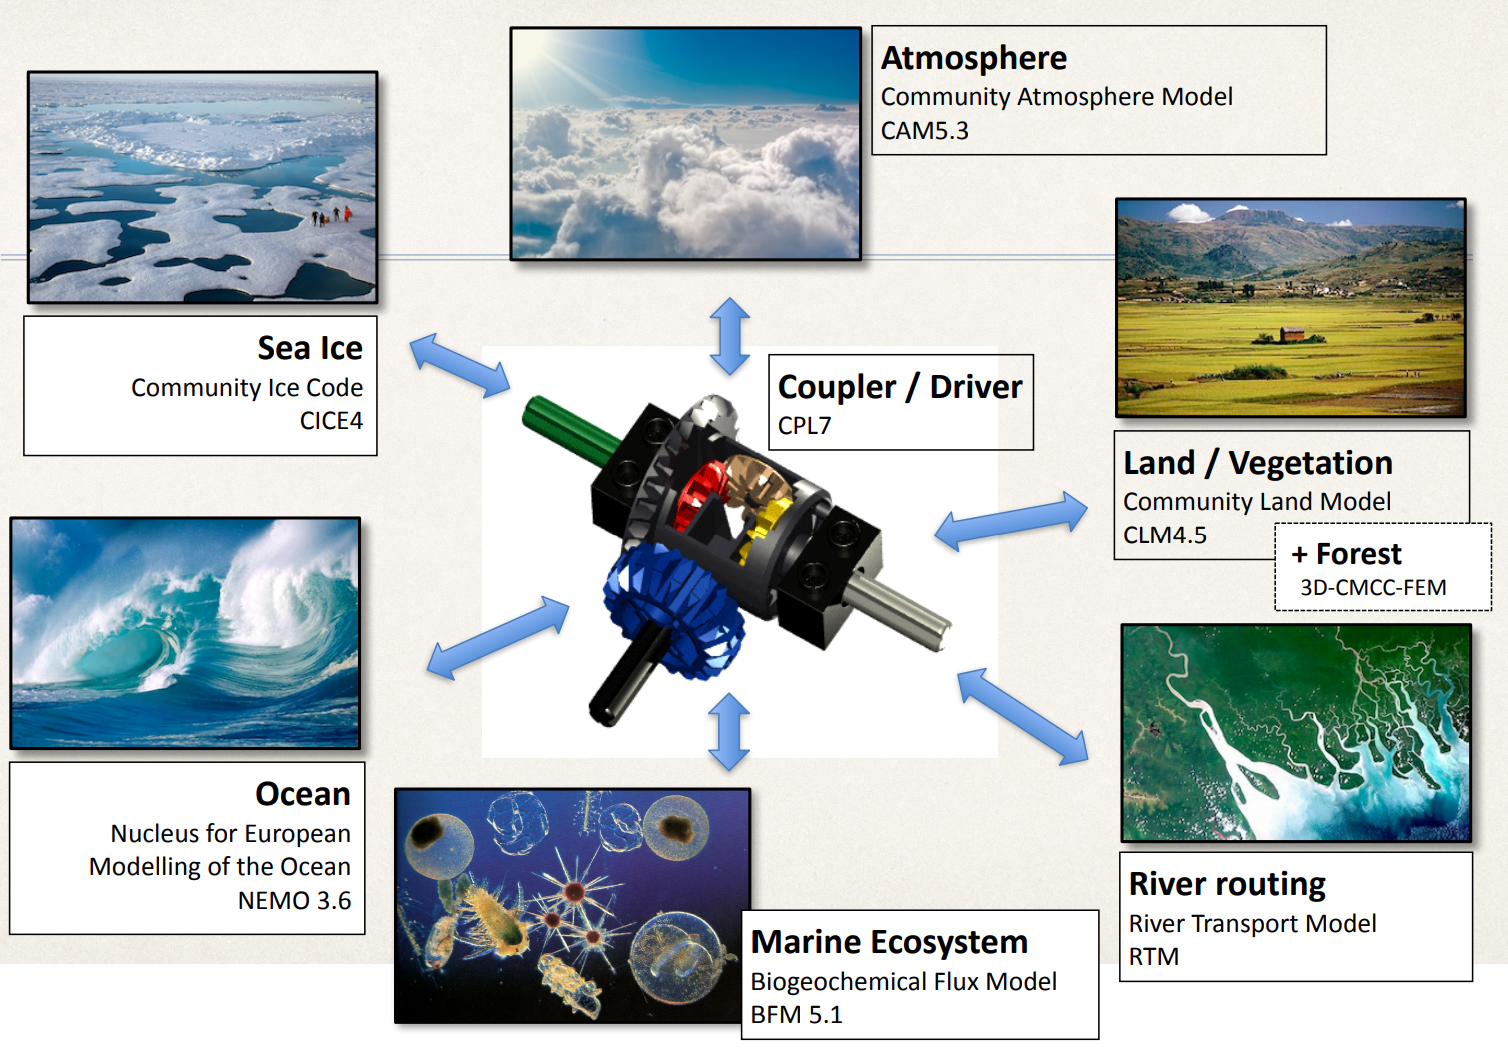 Atmosphere
Community Atmosphere Model
CAM5.3
Sea Ice
Community Ice Code
CICE4
Coupler / Driver
CPL7
Land / Vegetation
Community Land Model
CLM4.5
+ Forest
3D-CMCC-FEM
Ocean
Nucleus for European
Modelling of the Ocean
NEMO 3.6
River routing
River Transport Model
RTM
Marine Ecosystem
Biogeochemical Flux Model
BFM 5.1